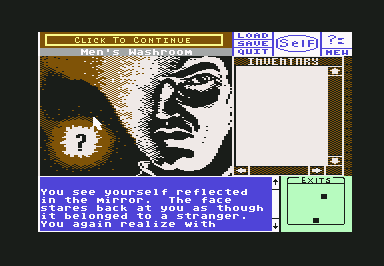 CLICK TO CONTINUE
Men's Washroom
LOAD
SAVE
QUIT
SELF
?:
NEW
INVENTARY
?
EXITS
You see yourself reflected
in the mirror.  The face
stares back at you as though
it belonged to a stranger.
You again realize with